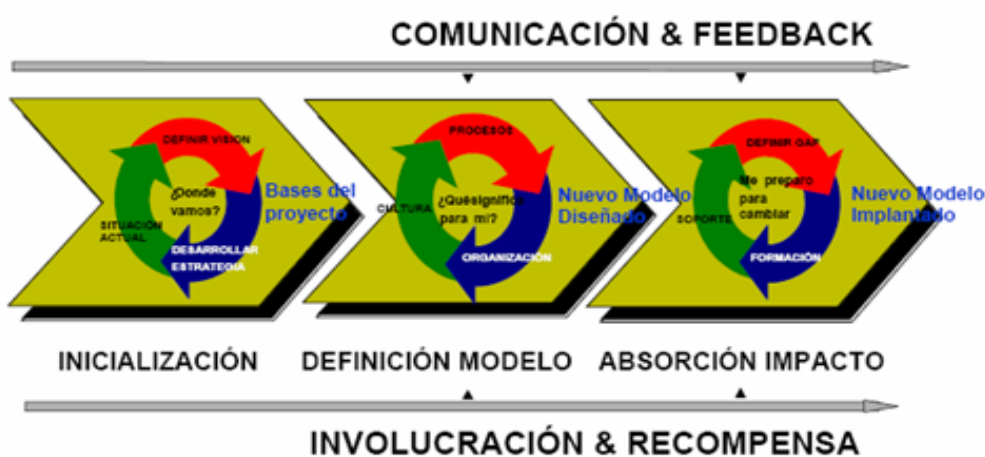 COMUNICACIÓN & FEEDBACK
DEFINIR VISION
¿Donde
vamos?
SITUACIÓN
ACTUAL
DESARROLLAR
ESTRATEGIA
Bases del
proyecto
PROCESOS
CULTURA
¿Quésignifica
para mi?
ORGANIZACIÓN
Nuevo Modelo
Diseñado
DEFINIR GAP
Me preparo
para
cambiar
SOPORTE
FORMACIÓN
Nuevo Modelo
Implantado
INICIALIZACIÓN
DEFINICIÓN MODELO
ABSORCIÓN IMPACTO
INVOLUCRACIÓN & RECOMPENSA